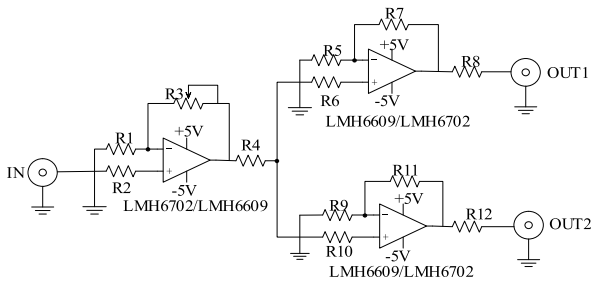 R7
R5
+5V
R8
OUT1
R3
R6
-5V
LMH6609/LMH6702
R1
+5V
R4
IN
R2
-5V
LMH6702/LMH6609
R11
R9
+5V
R12
OUT2
R10
-5V
LMH6609/LMH6702